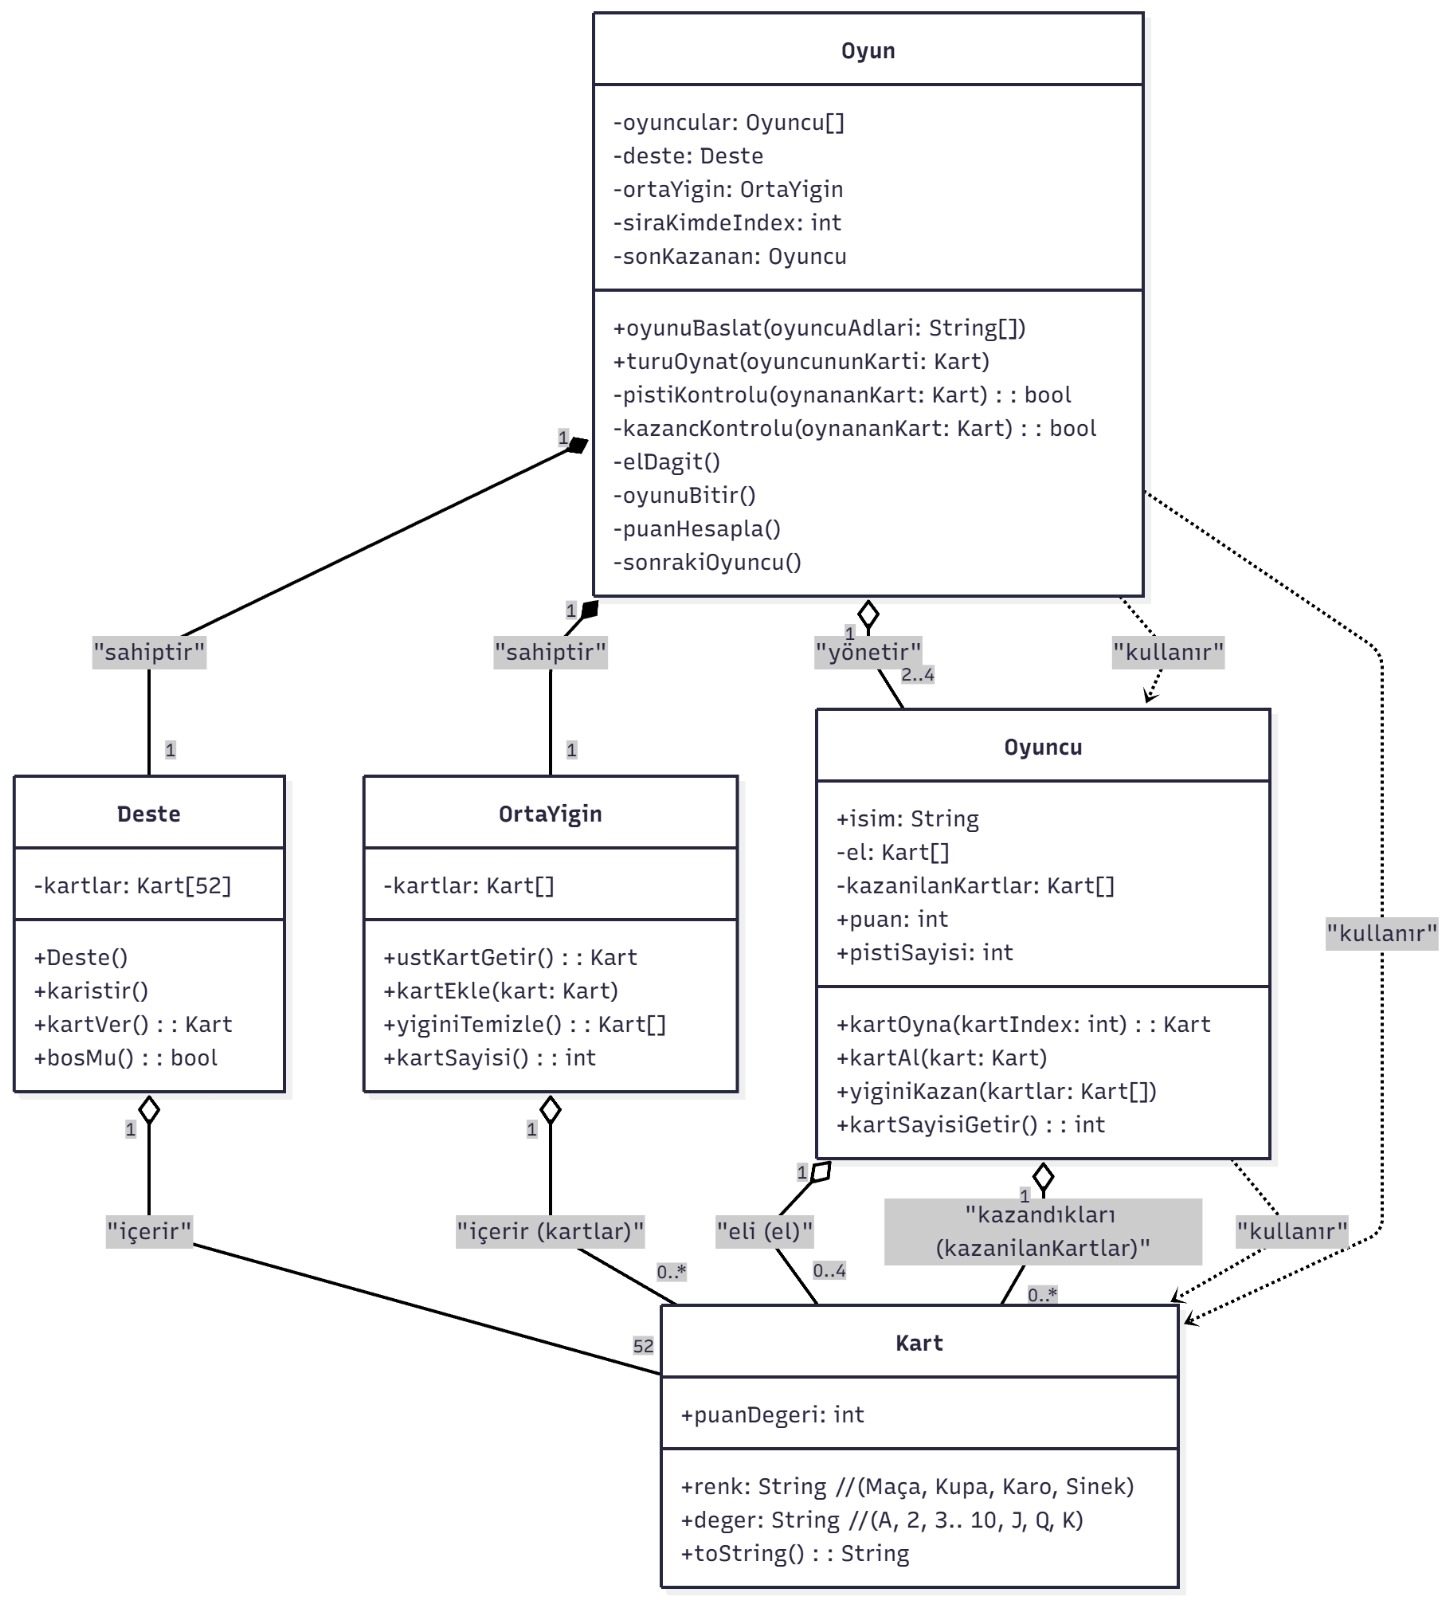 Oyun
-oyuncular: Oyuncu[]
-deste: Deste
-ortaYigin: OrtaYigin
-siraKimdeIndex: int
-sonKazanan: Oyuncu
+oyunuBaslat(oyuncuAdlari: String[])
+turuOynat(oyuncununKarti: Kart)
-pistiKontrolu(oynananKart: Kart) : : bool
-kazancKontrolu(oynananKart: Kart) : : bool
-elDagit()
-oyunuBitir()
-puanHesapla()
-sonrakiOyuncu()
1
1
1
"sahiptir"
"sahiptir"
"yönetir"
"kullanır"
2..4
1
1
Deste
-kartlar: Kart[52]
+Deste()
+karistir()
+kartVer() : : Kart
+bosMu() : : bool
OrtaYigin
-kartlar: Kart[]
+ustKartGetir() : : Kart
+kartEkle(kart: Kart)
+yiginiTemizle() : : Kart[]
+kartSayisi() : : int
Oyuncu
+isim: String
-el: Kart[]
-kazanilanKartlar: Kart[]
+puan: int
+pistiSayisi: int
+kartOyna(kartIndex: int) : : Kart
+kartAl(kart: Kart)
+yiginiKazan(kartlar: Kart[])
+kartSayisiGetir() : : int
"kullanır"
1
1
1
1
"içerir"
"içerir (kartlar)"
"eli (el)"
"kazandıkları
(kazanilanKartlar)"
"kullanır"
0..*
0..4
0..*
52
Kart
+puanDegeri: int
+renk: String //(Maça, Kupa, Karo, Sinek)
+deger: String //(A, 2, 3.. 10, J, Q, K)
+toString() : : String